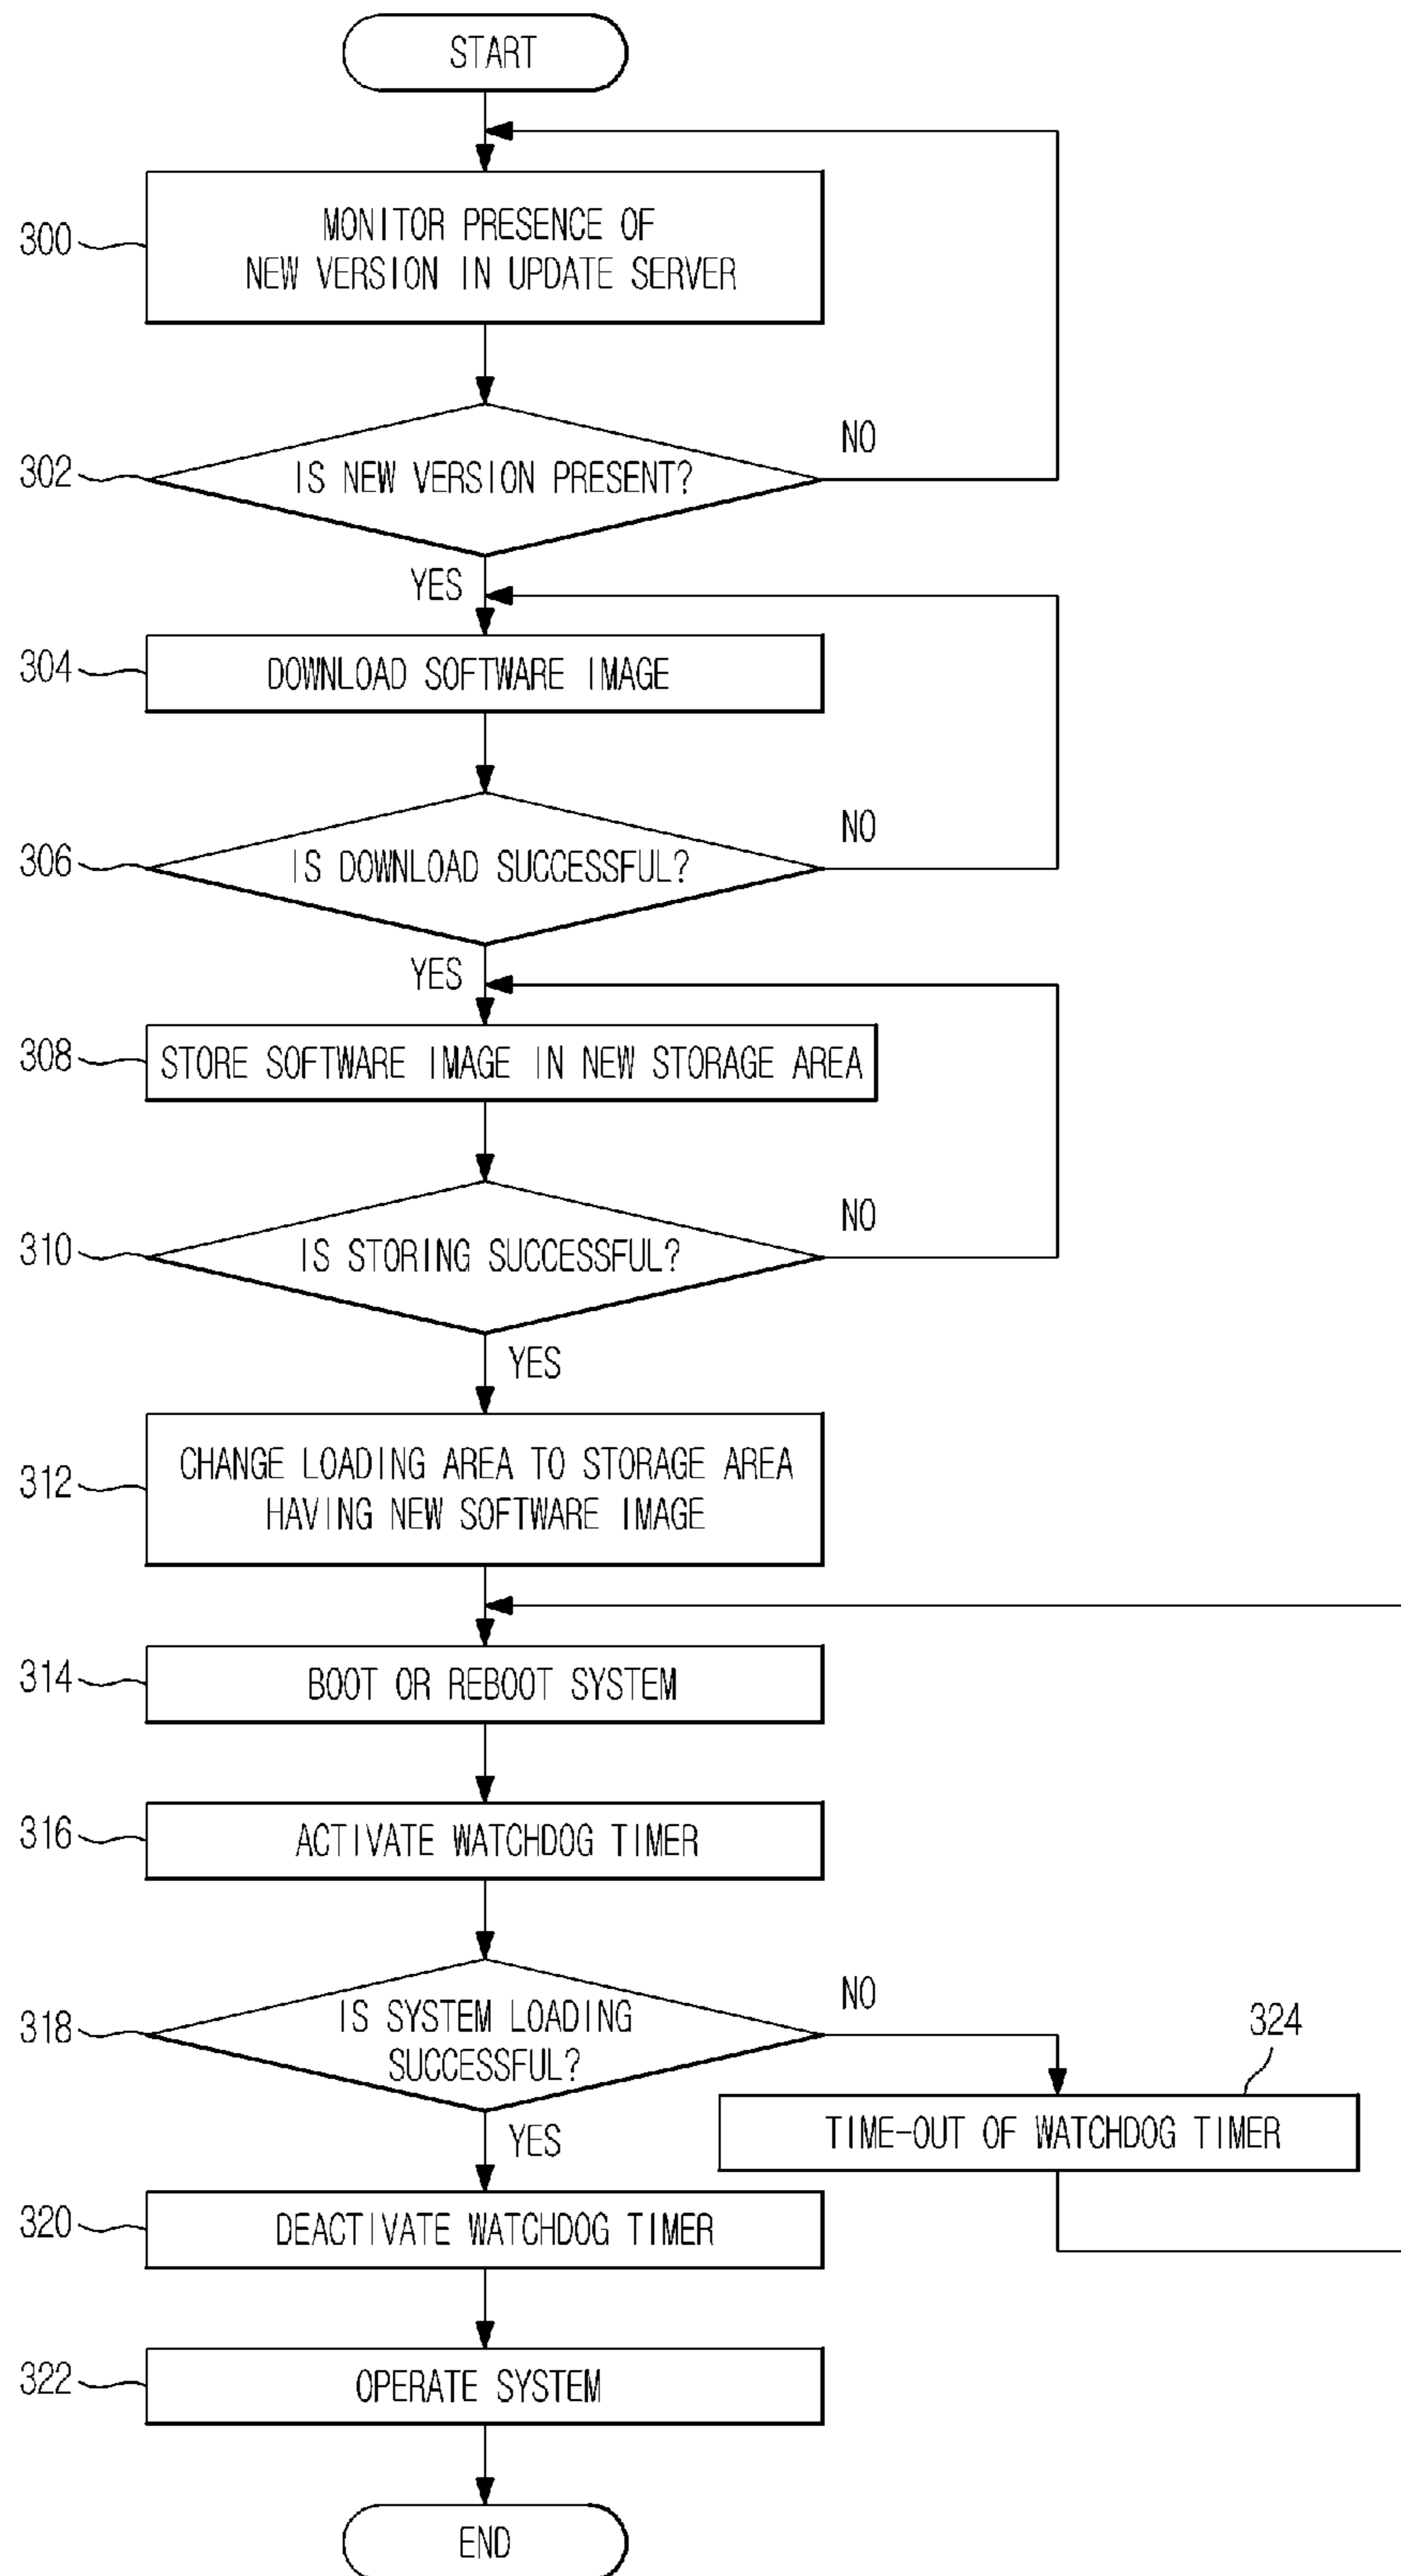 START
300
MONITOR PRESENCE OF
NEW VERSION IN UPDATE SERVER
302
IS NEW VERSION PRESENT?
NO
YES
304
DOWNLOAD SOFTWARE IMAGE
306
IS DOWNLOAD SUCCESSFUL?
NO
YES
308
STORE SOFTWARE IMAGE IN NEW STORAGE AREA
310
IS STORING SUCCESSFUL?
NO
YES
312
CHANGE LOADING AREA TO STORAGE AREA
HAVING NEW SOFTWARE IMAGE
314
BOOT OR REBOOT SYSTEM
316
ACTIVATE WATCHDOG TIMER
318
IS SYSTEM LOADING
SUCCESSFUL?
NO
324
TIME-OUT OF WATCHDOG TIMER
YES
320
DEACTIVATE WATCHDOG TIMER
322
OPERATE SYSTEM
END